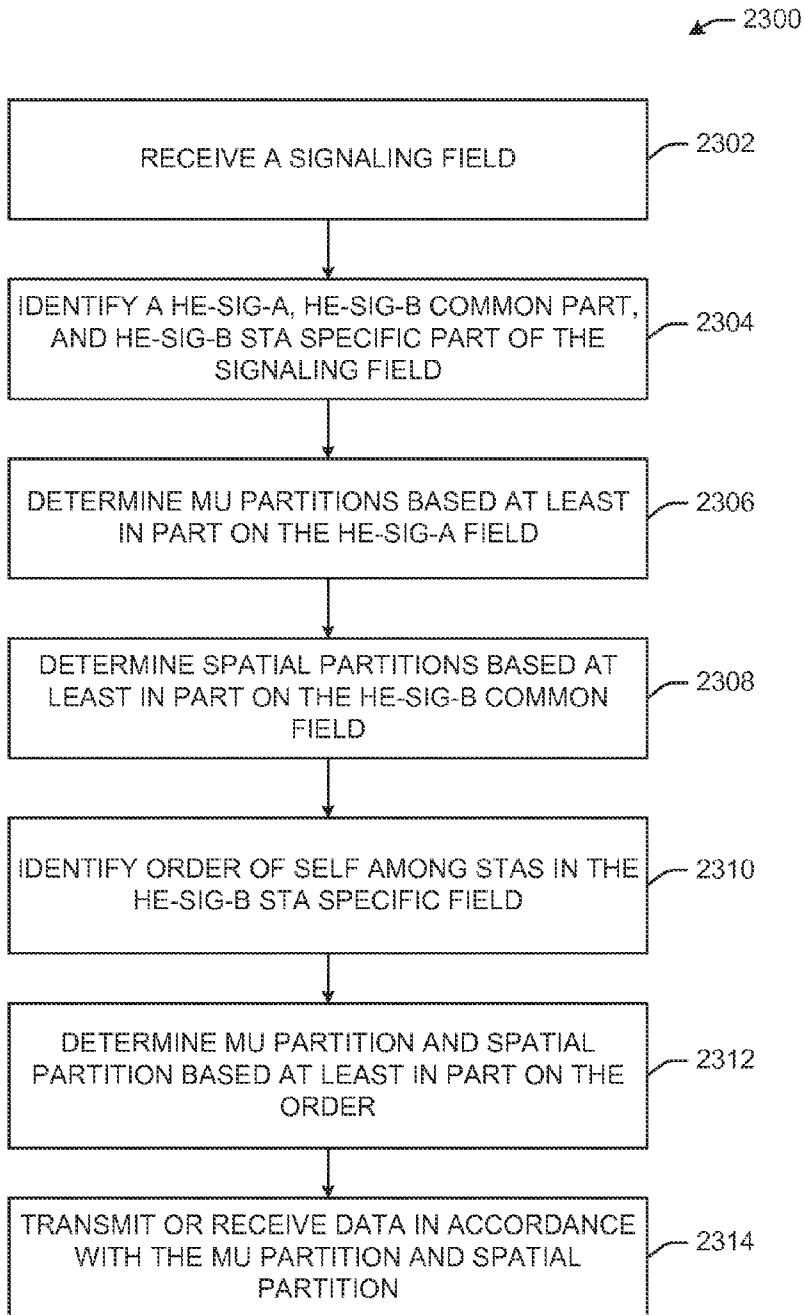 2300
RECEIVE A SIGNALING FIELD
2302
IDENTIFY A HE-SIG-A, HE-SIG-B COMMON PART,
AND HE-SIG-B STA SPECIFIC PART OF THE
SIGNALING FIELD
2304
DETERMINE MU PARTITIONS BASED AT LEAST
IN PART ON THE HE-SIG-A FIELD
2306
DETERMINE SPATIAL PARTITIONS BASED AT
LEAST IN PART ON THE HE-SIG-B COMMON
FIELD
2308
IDENTIFY ORDER OF SELF AMONG STAS IN THE
HE-SIG-B STA SPECIFIC FIELD
2310
DETERMINE MU PARTITION AND SPATIAL
PARTITION BASED AT LEAST IN PART ON THE
ORDER
2312
TRANSMIT OR RECEIVE DATA IN ACCORDANCE
WITH THE MU PARTITION AND SPATIAL
PARTITION
2314